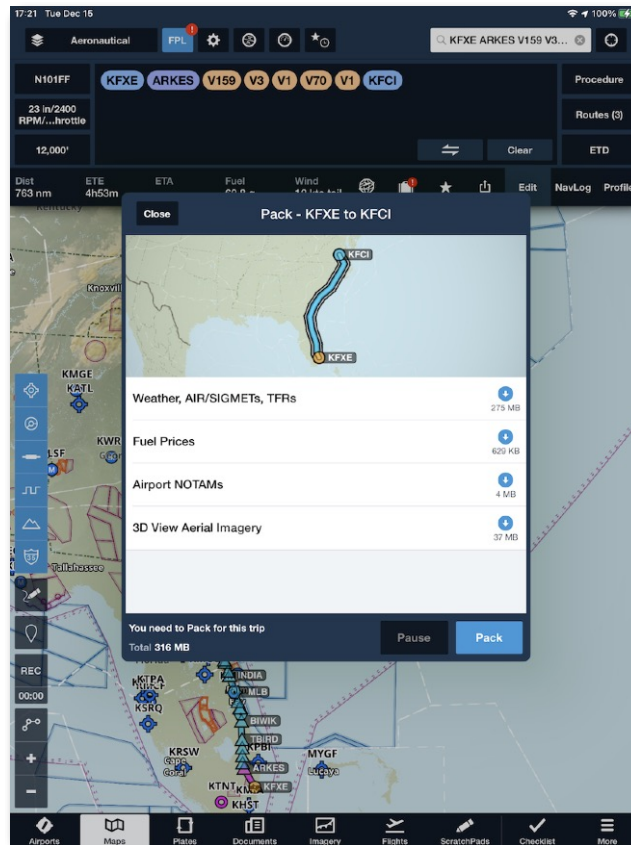 17:21 Tue Dec 15
100%
Aeronautical
FPL
KFXE ARKES V159 V3...
N101FF
KFXE ARKES V159 V3 V1 V70 V1 KFCI
Procedure
23 in/2400
RPM/...hrottle
Routes (3)
12,000'
Clear
ETD
Dist
763 nm
ETE
4h53m
ETA
Fuel
Wind
Edit
NavLog
Profile
Close
Pack - KFXE to KFCI
KFCI
KFXE
Weather, AIR/SIGMETs, TFRs
275 MB
Fuel Prices
629 KB
Airport NOTAMs
4 MB
3D View Aerial Imagery
37 MB
You need to Pack for this trip
Total 316 MB
Pause
Pack
Kentucky
Knoxvil
KMGE
KATL
KWR
LSF
Tallahassee
REC
00:00
INDIA
KTPA
MLB
KSRQ
BIWIK
TBIRD
KPBI
KRSW
Cape
Coral
ARKES
MYGF
Lucaya
KTNT
KFXE
KHST
Airports
Maps
Plates
Documents
Imagery
Flights
ScratchPads
Checklist
More